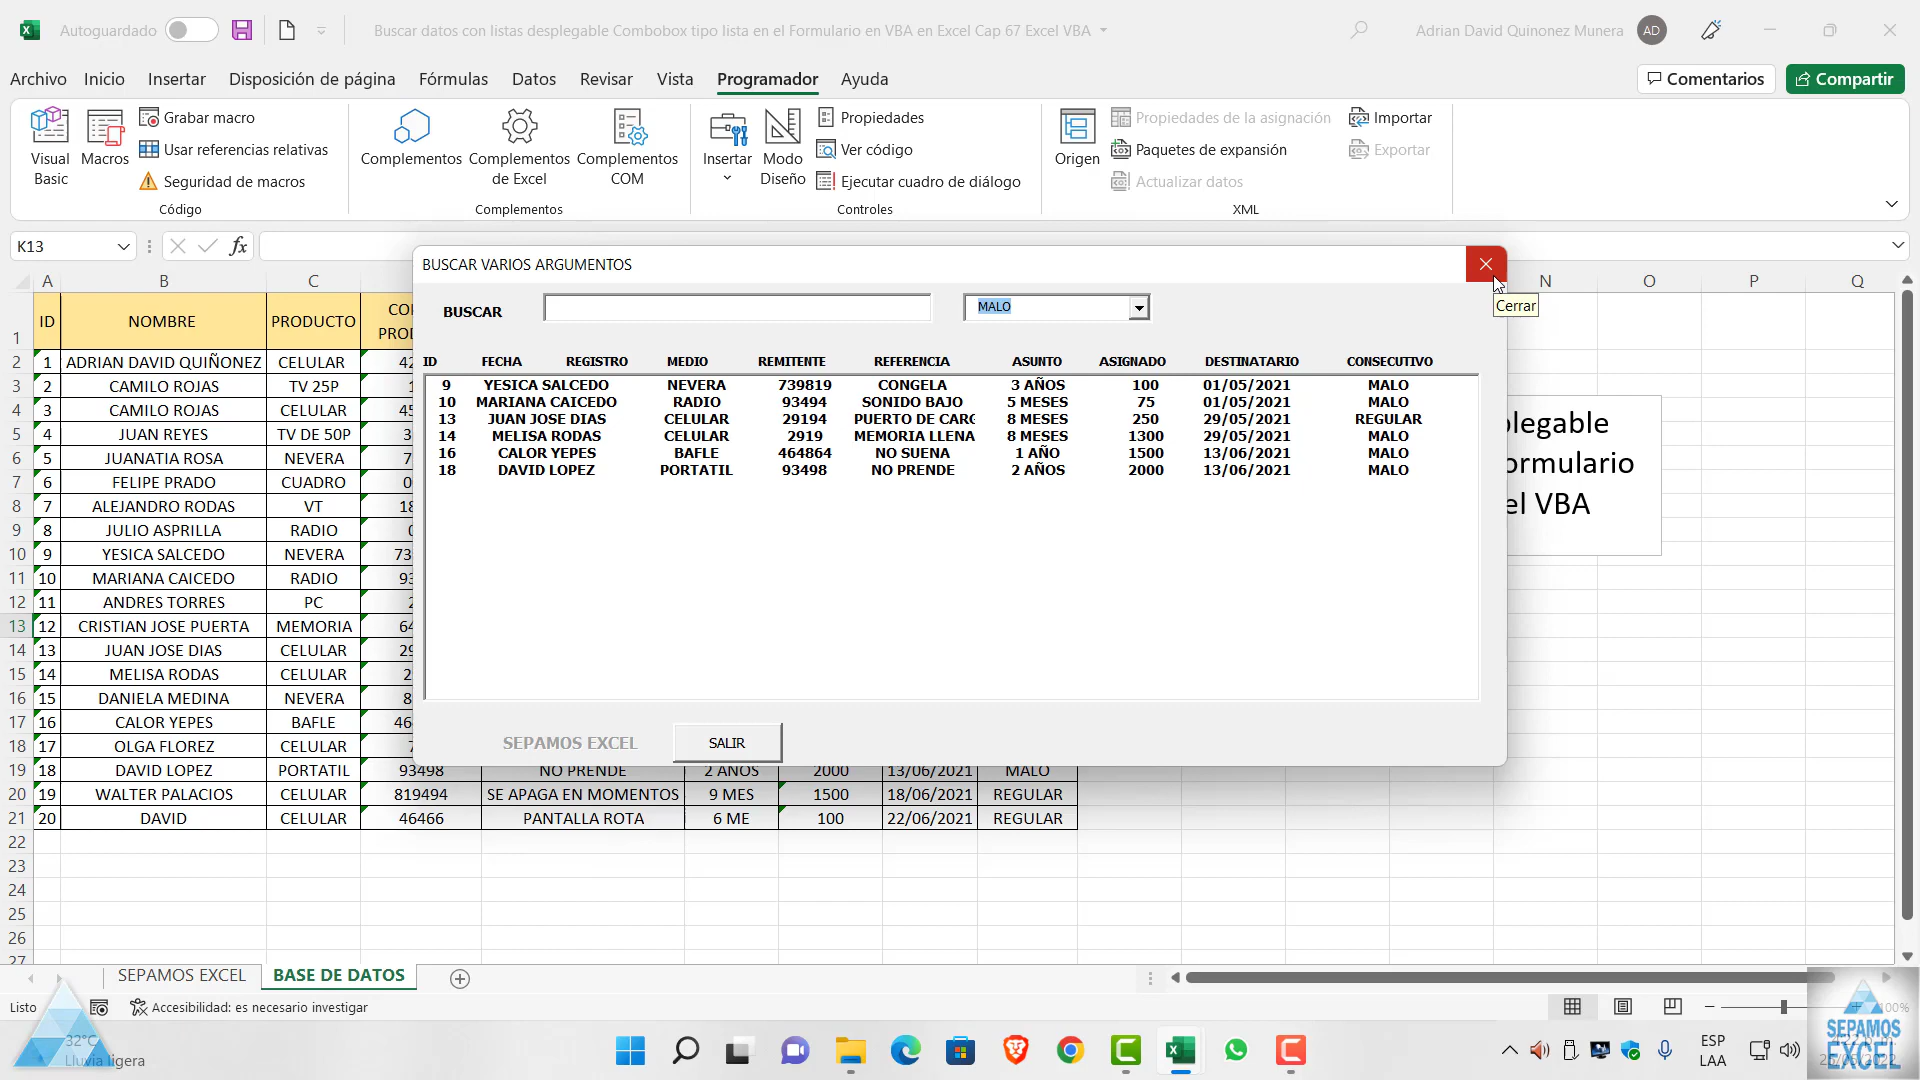 Autoguardado
Buscar datos con listas desplegable Combobox tipo lista en el Formulario en VBA en Excel Cap 67 Excel VBA
Adrian David Quinonez Munera AD
Archivo Inicio Insertar Disposición de página Fórmulas Datos Revisar Vista Programador Ayuda Comentarios Compartir
Visual Basic
Macros
Grabar macro
Usar referencias relativas
Seguridad de macros
Código
Complementos
Complementos de Excel
Complementos COM
Complementos
Insertar
Modo Diseño
Propiedades
Ver código
Ejecutar cuadro de diálogo
Controles
Origen
Propiedades de la asignación
Paquetes de expansión
Actualizar datos
Importar
Exportar
XML
K13 fx
BUSCAR VARIOS ARGUMENTOS
Cerrar
BUSCAR MALO
ID FECHA REGISTRO MEDIO REMITENTE REFERENCIA ASUNTO ASIGNADO DESTINATARIO CONSECUTIVO
9 YESICA SALCEDO NEVERA 739819 CONGELA 3 AÑOS 100 01/05/2021 MALO
10 MARIANA CAICEDO RADIO 93494 SONIDO BAJO 5 MESES 75 01/05/2021 MALO
13 JUAN JOSE DIAS CELULAR 29194 PUERTO DE CARG 8 MESES 250 29/05/2021 REGULAR
14 MELISA RODAS CELULAR 2919 MEMORIA LLENA 8 MESES 1300 29/05/2021 MALO
16 CALOR YEPES BAFLE 464864 NO SUENA 1 AÑO 1500 13/06/2021 MALO
18 DAVID LOPEZ PORTATIL 93498 NO PRENDE 2 AÑOS 2000 13/06/2021 MALO
SEPAMOS EXCEL SALIR
A B C N O P Q
1 ID NOMBRE PRODUCTO
2 1 ADRIAN DAVID QUIÑONEZ CELULAR 42
3 2 CAMILO ROJAS TV 25P 1
4 3 CAMILO ROJAS CELULAR 45
5 4 JUAN REYES TV DE 50P 3
6 5 JUANATIA ROSA NEVERA 7
7 6 FELIPE PRADO CUADRO 0
8 7 ALEJANDRO RODAS VT 18
9 8 JULIO ASPRILLA RADIO 0
10 9 YESICA SALCEDO NEVERA 73
11 10 MARIANA CAICEDO RADIO 93
12 11 ANDRES TORRES PC 2
13 12 CRISTIAN JOSE PUERTA MEMORIA 64
14 13 JUAN JOSE DIAS CELULAR 29
15 14 MELISA RODAS CELULAR 2
16 15 DANIELA MEDINA NEVERA 8
17 16 CALOR YEPES BAFLE 46
18 17 OLGA FLOREZ CELULAR 7
19 18 DAVID LOPEZ PORTATIL 93498 NO PRENDE 2 AÑOS 2000 13/06/2021 MALO
20 19 WALTER PALACIOS CELULAR 819494 SE APAGA EN MOMENTOS 9 MES 1500 18/06/2021 REGULAR
21 20 DAVID CELULAR 46466 PANTALLA ROTA 6 ME 100 22/06/2021 REGULAR
22
23
24
25
26
27
plegable
ormulario
el VBA
SEPAMOS EXCEL BASE DE DATOS
Listo Accesibilidad: es necesario investigar 100%
32°C
Lluvia ligera
ESP
LAA
SEPAMOS
EXCEL